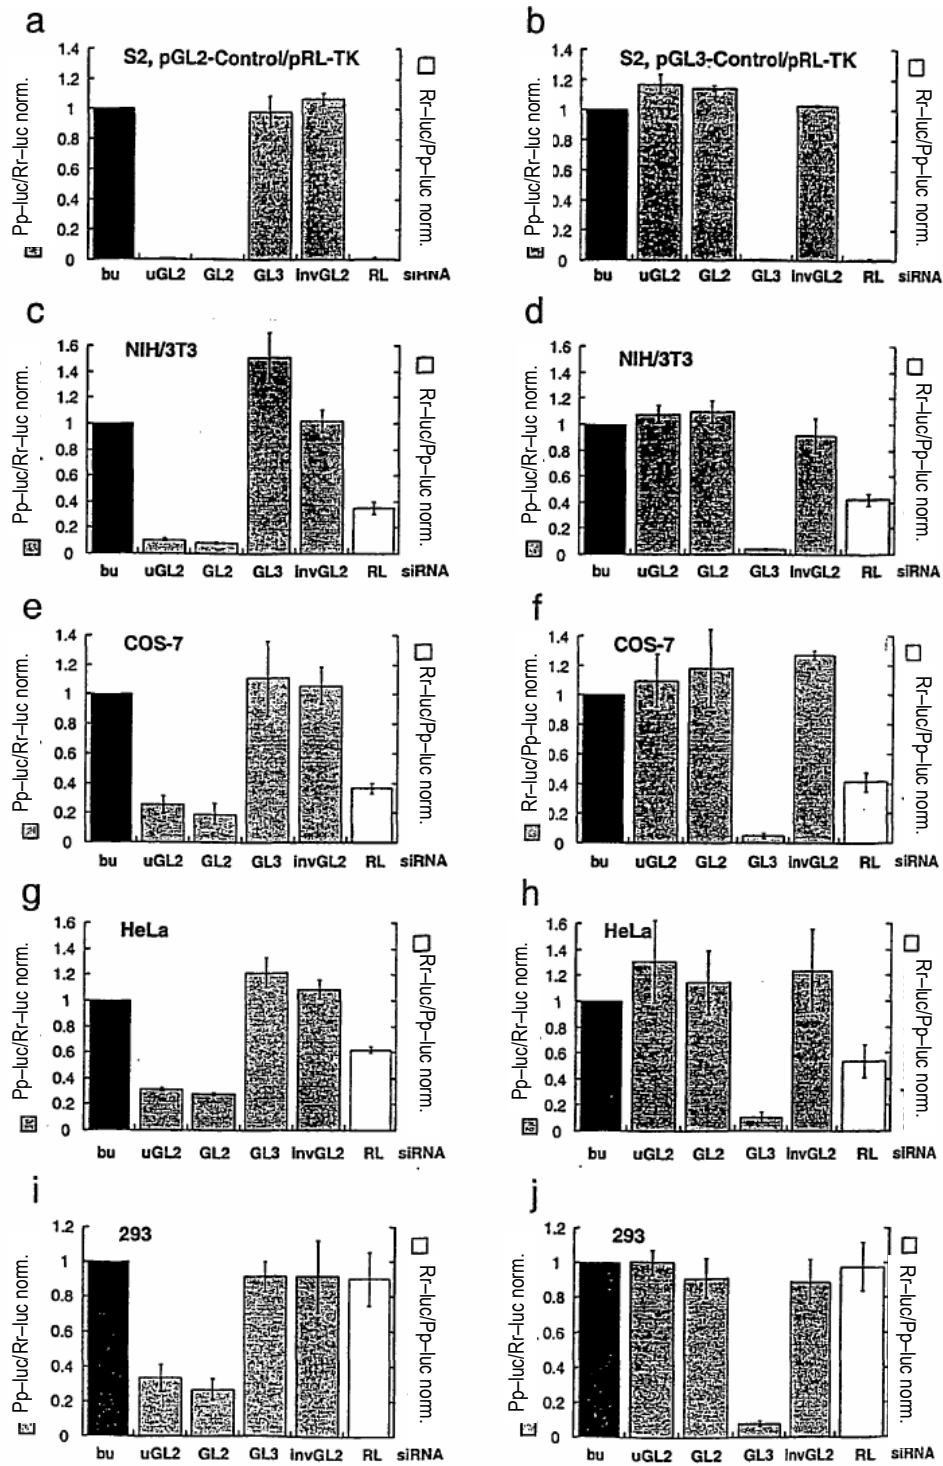 a
S2, pGL2-Control/pRL-TK
Pp–luc/Rr–luc norm.
1.4
1.2
1
0.8
0.6
0.4
0.2
0
Rr–luc/Pp–luc norm.
bu uGL2 GL2 GL3 invGL2 RL siRNA
b
S2, pGL3-Control/pRL-TK
Pp–luc/Rr–luc norm.
1.4
1.2
1
0.8
0.6
0.4
0.2
0
Rr–luc/Pp–luc norm.
bu uGL2 GL2 GL3 invGL2 RL siRNA
c
NIH/3T3
Pp–luc/Rr–luc norm.
1.6
1.4
1.2
1
0.8
0.6
0.4
0.2
0
Rr–luc/Pp–luc norm.
bu uGL2 GL2 GL3 invGL2 RL siRNA
d
NIH/3T3
Pp–luc/Rr–luc norm.
1.6
1.4
1.2
1
0.8
0.6
0.4
0.2
0
Rr–luc/Pp–luc norm.
bu uGL2 GL2 GL3 invGL2 RL siRNA
e
COS-7
Pp–luc/Rr–luc norm.
1.4
1.2
1
0.8
0.6
0.4
0.2
0
Rr–luc/Pp–luc norm.
bu uGL2 GL2 GL3 invGL2 RL siRNA
f
COS-7
Rr–luc/Pp–luc norm.
1.4
1.2
1
0.8
0.6
0.4
0.2
0
Rr–luc/Pp–luc norm.
bu uGL2 GL2 GL3 invGL2 RL siRNA
g
HeLa
Pp–luc/Rr–luc norm.
1.6
1.4
1.2
1
0.8
0.6
0.4
0.2
0
Rr–luc/Pp–luc norm.
bu uGL2 GL2 GL3 invGL2 RL siRNA
h
HeLa
Pp–luc/Rr–luc norm.
1.6
1.4
1.2
1
0.8
0.6
0.4
0.2
0
Rr–luc/Pp–luc norm.
bu uGL2 GL2 GL3 invGL2 RL siRNA
i
293
Pp–luc/Rr–luc norm.
1.2
1
0.8
0.6
0.4
0.2
0
Rr–luc/Pp–luc norm.
bu uGL2 GL2 GL3 invGL2 RL siRNA
j
293
Pp–luc/Rr–luc norm.
1.2
1
0.8
0.6
0.4
0.2
0
Rr–luc/Pp–luc norm.
bu uGL2 GL2 GL3 invGL2 RL siRNA